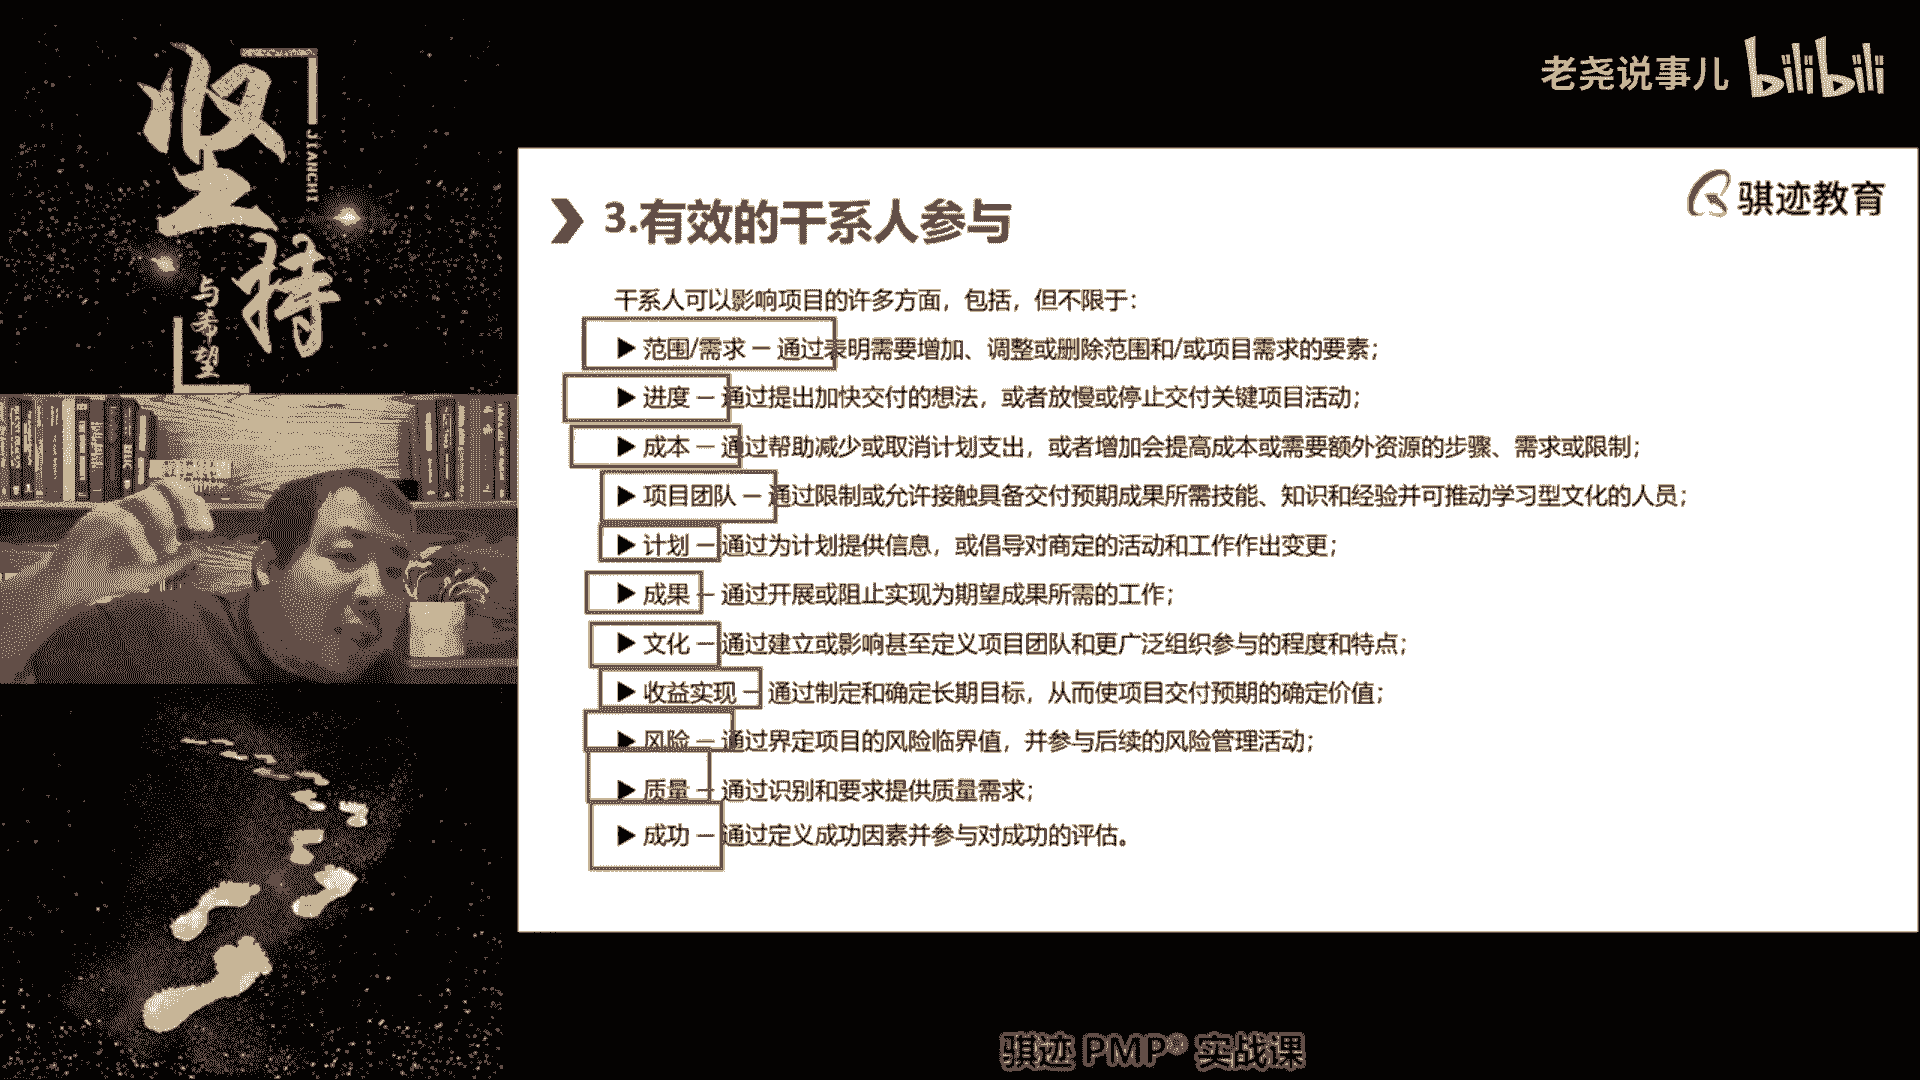 坚持
JIANCHI
与希望
老尧说事儿 bilibili
骐迹教育
3.有效的干系人参与
干系人可以影响项目的许多方面，包括，但不限于：
▶ 范围/需求 — 通过表明需要增加、调整或删除范围和/或项目需求的要素；
▶ 进度 — 通过提出加快交付的想法，或者放慢或停止交付关键项目活动；
▶ 成本 — 通过帮助减少或取消计划支出，或者增加会提高成本或需要额外资源的步骤、需求或限制；
▶ 项目团队 — 通过限制或允许接触具备交付预期成果所需技能、知识和经验并可推动学习型文化的人员；
▶ 计划 — 通过为计划提供信息，或倡导对商定的活动和工作作出变更；
▶ 成果 — 通过开展或阻止实现为期望成果所需的工作；
▶ 文化 — 通过建立或影响甚至定义项目团队和更广泛组织参与的程度和特点；
▶ 收益实现 — 通过制定和确定长期目标，从而使项目交付预期的确定价值；
▶ 风险 — 通过界定项目的风险临界值，并参与后续的风险管理活动；
▶ 质量 — 通过识别和要求提供质量需求；
▶ 成功 — 通过定义成功因素并参与对成功的评估。
骐迹 PMP® 实战课